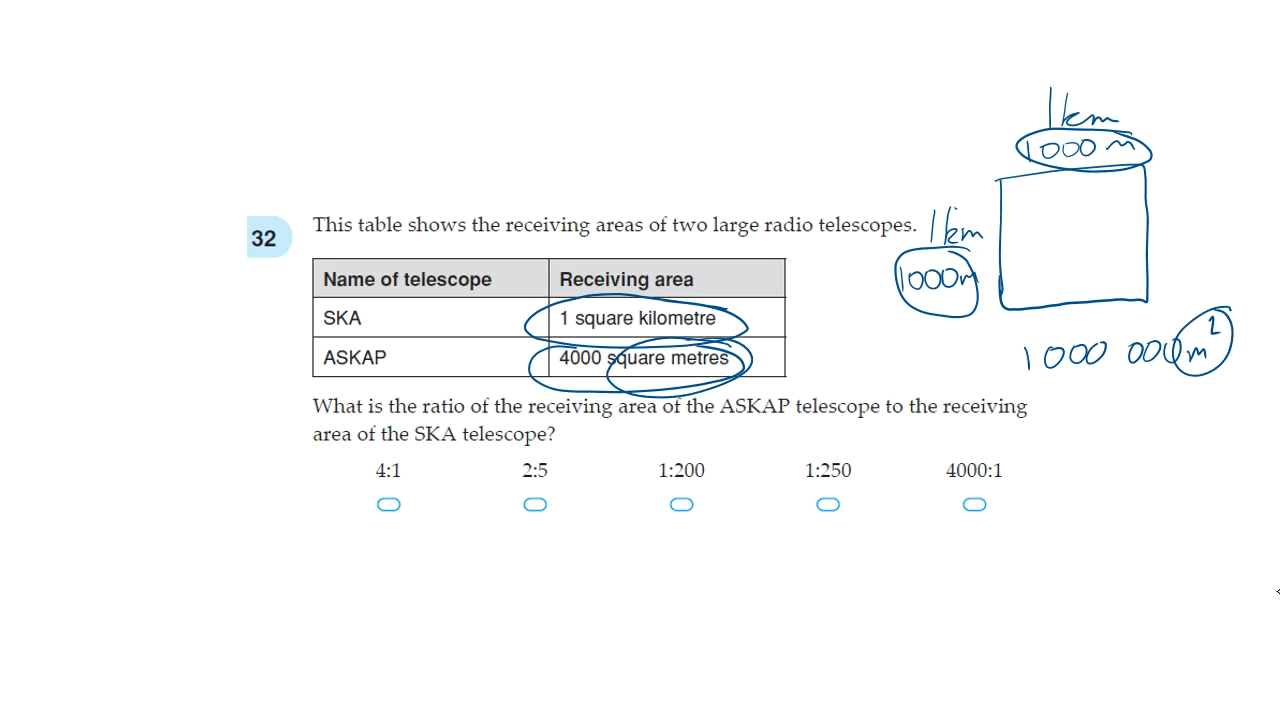 1km
1000 m
32
This table shows the receiving areas of two large radio telescopes.
1km
1000m
Name of telescope Receiving area
SKA 1 square kilometre
ASKAP 4000 square metres
1000 000m²
What is the ratio of the receiving area of the ASKAP telescope to the receiving
area of the SKA telescope?
4:1 2:5 1:200 1:250 4000:1